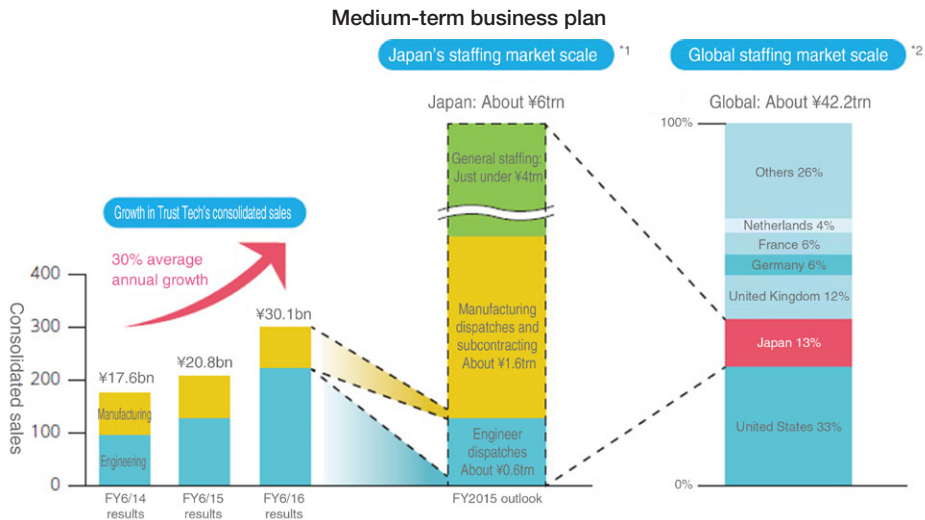 Medium-term business plan
Japan's staffing market scale *1
Global staffing market scale *2
Japan: About ¥6trn
Global: About ¥42.2trn
100%
General staffing:
Just under ¥4trn
Others 26%
Growth in Trust Tech's consolidated sales
Netherlands 4%
France 6%
Germany 6%
30% average
annual growth
400
United Kingdom 12%
Manufacturing
dispatches and
subcontracting
About ¥1.6trn
¥30.1bn
300
Japan 13%
Consolidated sales
¥20.8bn
¥17.6bn
200
Manufacturing
United States 33%
100
Engineer
dispatches
About ¥0.6trn
Engineering
0
0%
FY6/14
results
FY6/15
results
FY6/16
results
FY2015 outlook